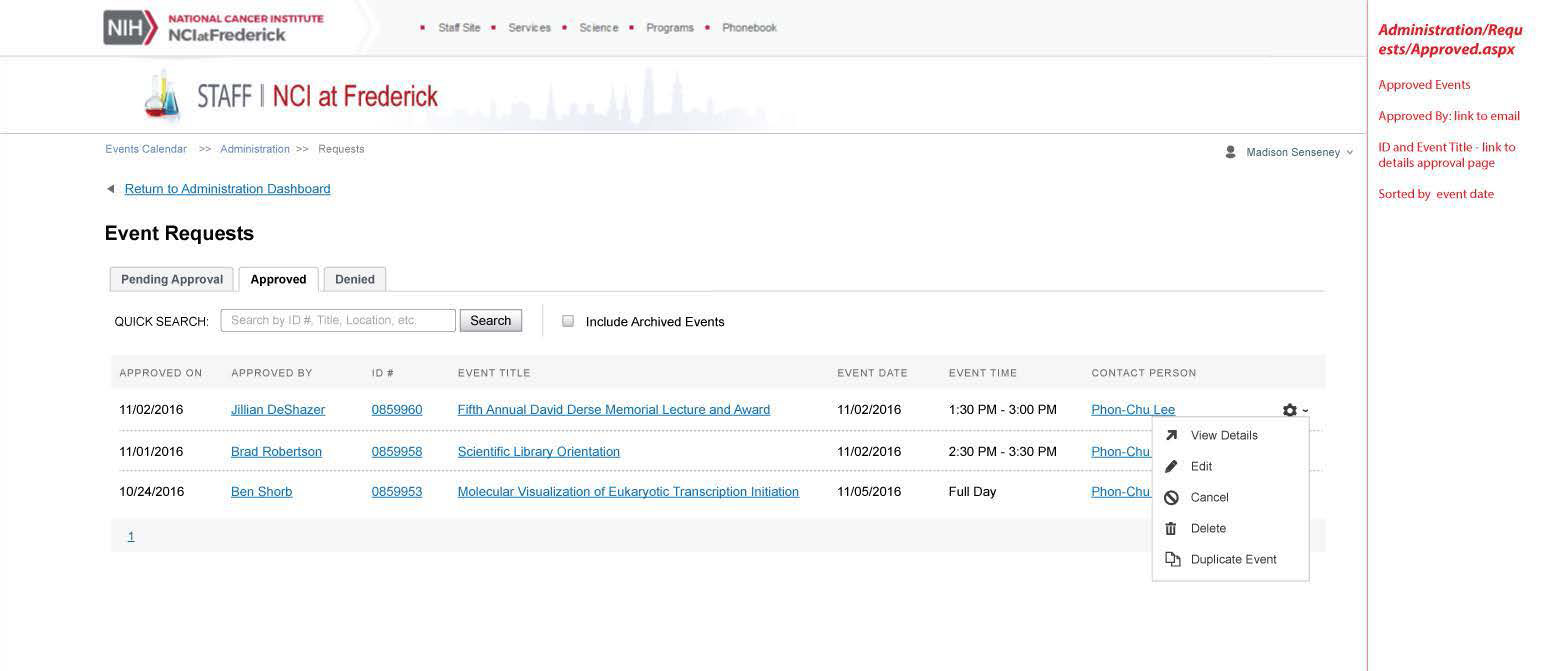 NIH NATIONAL CANCER INSTITUTE
NCIatFrederick
Staff Site Services Science Programs Phonebook
STAFF | NCI at Frederick
Events Calendar >> Administration >> Requests
Madison Senseney
Return to Administration Dashboard
Event Requests
Pending Approval Approved Denied
QUICK SEARCH: Search by ID #, Title, Location, etc. Search Include Archived Events
APPROVED ON APPROVED BY ID # EVENT TITLE EVENT DATE EVENT TIME CONTACT PERSON
11/02/2016 Jillian DeShazer 0859960 Fifth Annual David Derse Memorial Lecture and Award 11/02/2016 1:30 PM - 3:00 PM Phon-Chu Lee
11/01/2016 Brad Robertson 0859958 Scientific Library Orientation 11/02/2016 2:30 PM - 3:30 PM Phon-Chu
10/24/2016 Ben Shorb 0859953 Molecular Visualization of Eukaryotic Transcription Initiation 11/05/2016 Full Day Phon-Chu
1
View Details
Edit
Cancel
Delete
Duplicate Event
Administration/Requ
ests/Approved.aspx
Approved Events
Approved By: link to email
ID and Event Title - link to
details approval page
Sorted by event date